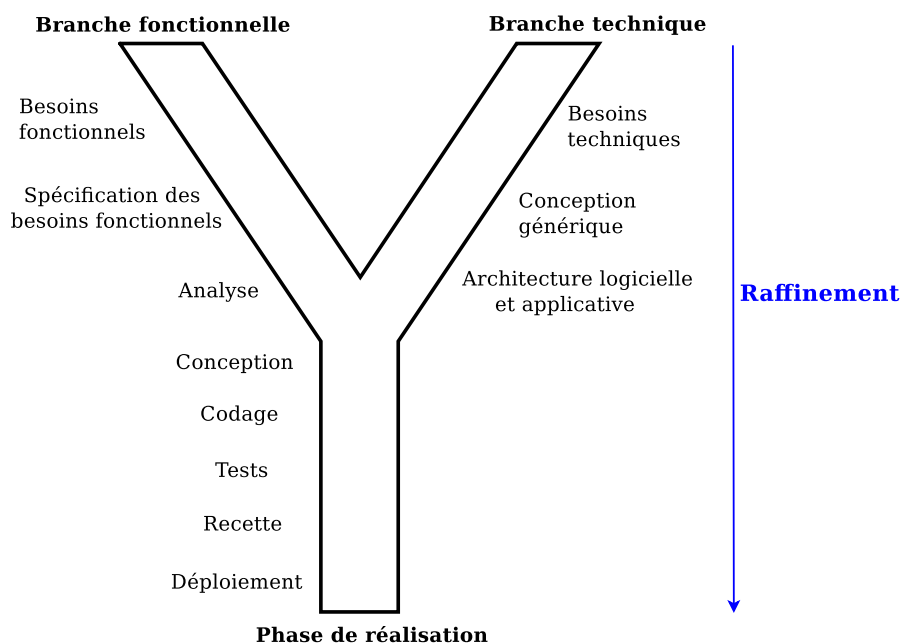 Branche fonctionnelle
Branche technique
Besoins
fonctionnels
Besoins
techniques
Spécification des
besoins fonctionnels
Conception
générique
Analyse
Architecture logicielle
et applicative
Raffinement
Conception
Codage
Tests
Recette
Déploiement
Phase de réalisation